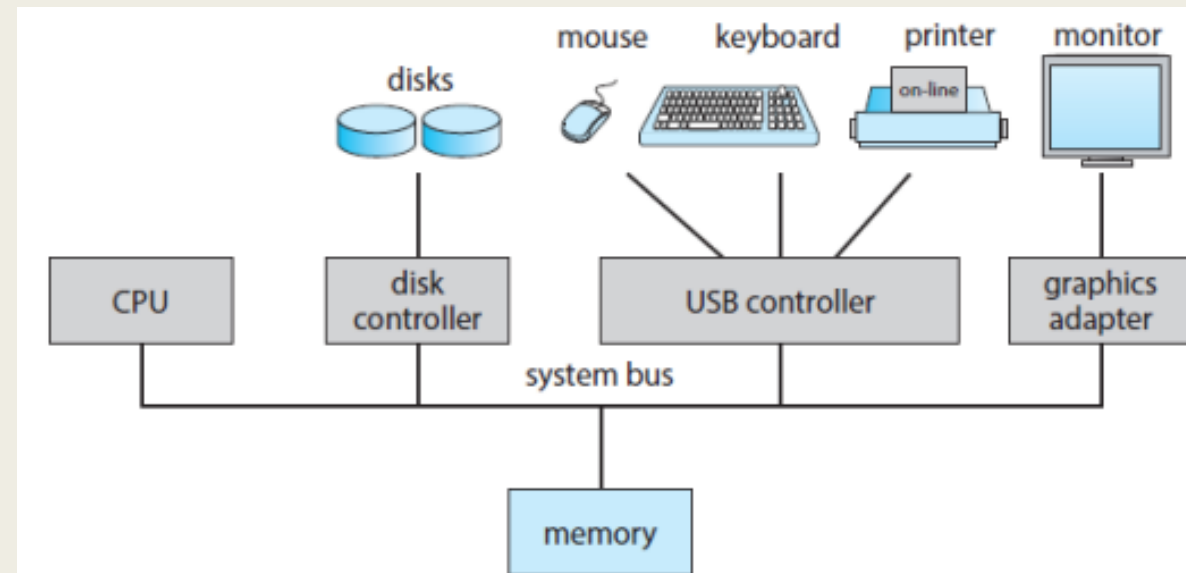 mouse keyboard printer monitor
disks
on-line
CPU
disk
controller
USB controller
graphics
adapter
system bus
memory